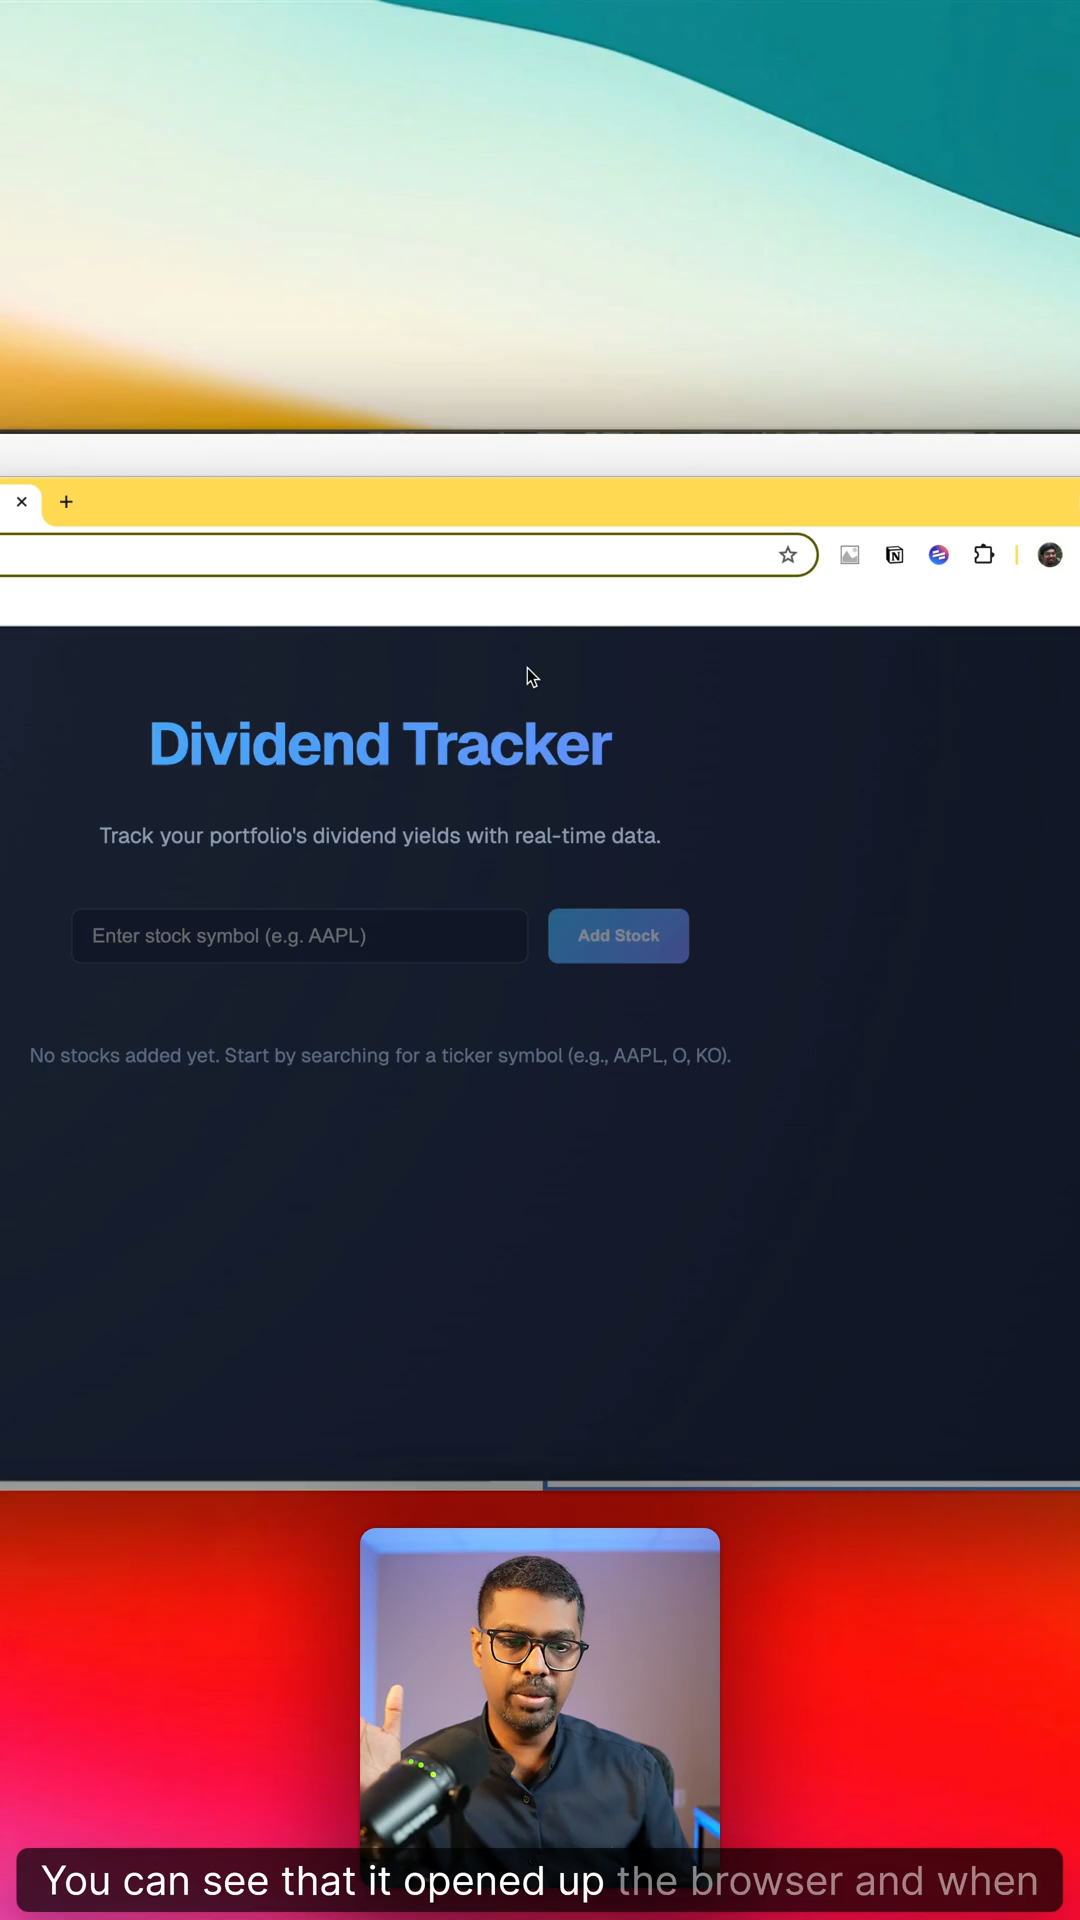 Dividend Tracker
Track your portfolio's dividend yields with real-time data.
Enter stock symbol (e.g. AAPL)
Add Stock
No stocks added yet. Start by searching for a ticker symbol (e.g., AAPL, O, KO).
You can see that it opened up the browser and when